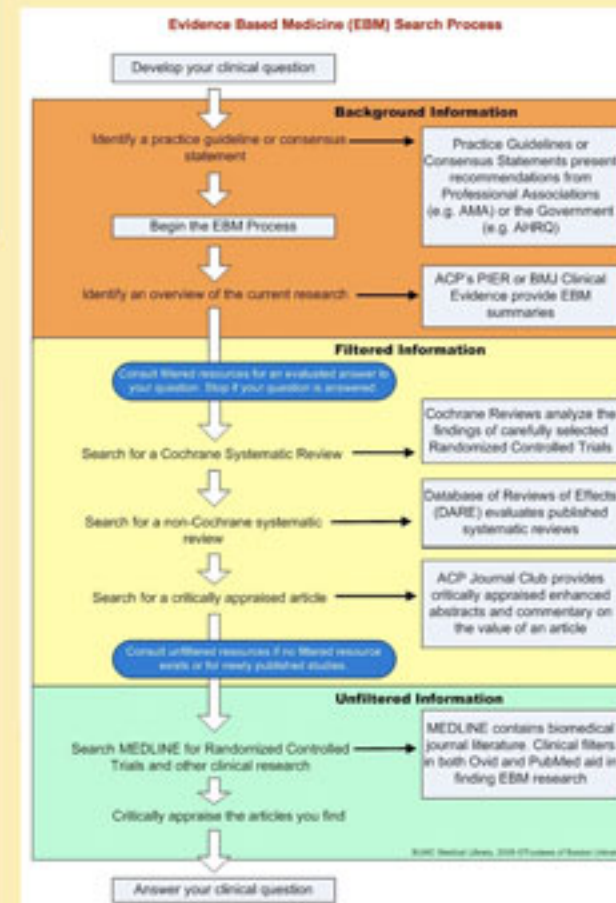 Evidence Based Medicine (EBM) Search Process
Develop your clinical question
Background Information
Identify a practice guideline or consensus
statement
Practice Guidelines or
Consensus Statements present
recommendations from
Professional Associations
(e.g. AMA) or the Government
(e.g. AHRQ)
Begin the EBM Process
Identify an overview of the current research
ACP's PIER or BMJ Clinical
Evidence provide EBM
summaries
Filtered Information
Consult filtered resources for an evaluated answer to
your question. Stop if your question is answered
Search for a Cochrane Systematic Review
Cochrane Reviews analyze the
findings of carefully selected
Randomized Controlled Trials
Search for a non-Cochrane systematic
review
Database of Reviews of Effects
(DARE) evaluates published
systematic reviews
Search for a critically appraised article
ACP Journal Club provides
critically appraised enhanced
abstracts and commentary on
the value of an article
Consult unfiltered resources if no filtered resource
exists or for newly published studies.
Unfiltered Information
Search MEDLINE for Randomized Controlled
Trials and other clinical research
MEDLINE contains biomedical
journal literature. Clinical filters
in both Ovid and PubMed aid in
finding EBM research
Critically appraise the articles you find
Medical Library, of Boston
Answer your clinical question